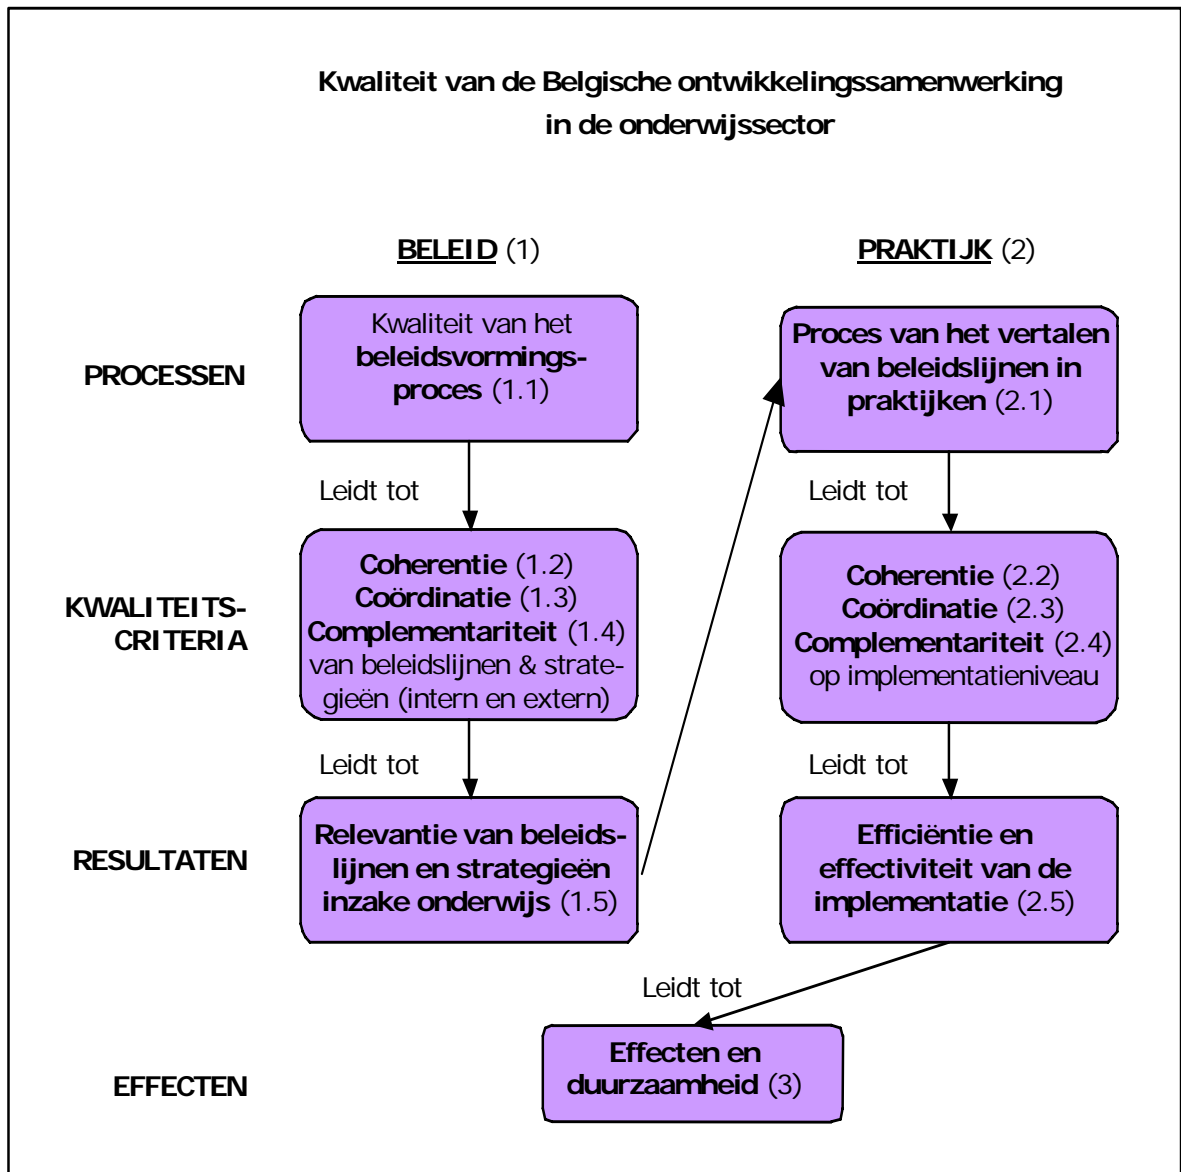 Kwaliteit van de Belgische ontwikkelingssamenwerking
in de onderwijssector
BELEID (1)
PRAKTIJK (2)
PROCESSEN
Kwaliteit van het
beleidsvormings-
proces (1.1)
Proces van het vertalen
van beleidslijnen in
praktijken (2.1)
Leidt tot
Leidt tot
KWALITEITS-
CRITERIA
Coherentie (1.2)
Coördinatie (1.3)
Complementariteit (1.4)
van beleidslijnen & strate-
gieën (intern en extern)
Coherentie (2.2)
Coördinatie (2.3)
Complementariteit (2.4)
op implementatieniveau
Leidt tot
Leidt tot
RESULTATEN
Relevantie van beleids-
lijnen en strategieën
inzake onderwijs (1.5)
Efficiëntie en
effectiviteit van de
implementatie (2.5)
Leidt tot
EFFECTEN
Effecten en
duurzaamheid (3)